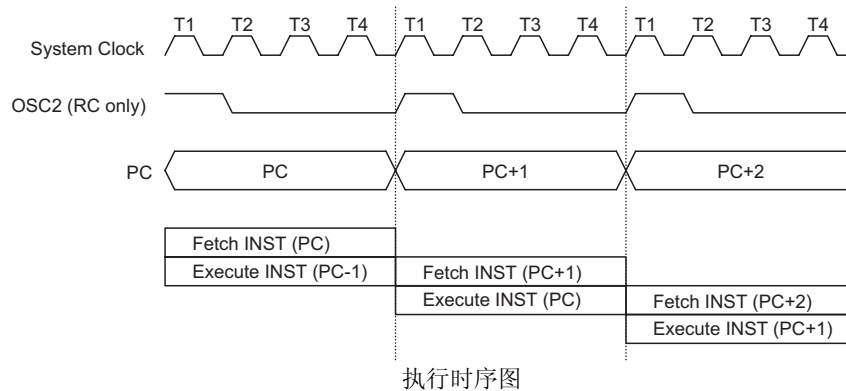 T1 T2 T3 T4 T1 T2 T3 T4 T1 T2 T3 T4
System Clock
OSC2 (RC only)
PC PC PC+1 PC+2
Fetch INST (PC)
Execute INST (PC-1) Fetch INST (PC+1)
Execute INST (PC) Fetch INST (PC+2)
Execute INST (PC+1)
执行时序图